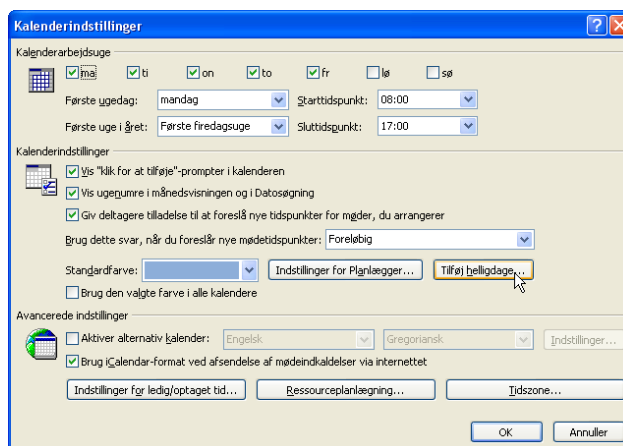 Kalenderindstillinger
Kalenderarbejdsuge
ma ti on to fr lø sø
Første ugedag: mandag Starttidspunkt: 08:00
Første uge i året: Første firedagsuge Sluttidspunkt: 17:00
Kalenderindstillinger
Vis "klik for at tilføje"-prompter i kalenderen
Vis ugenumre i månedsvisningen og i Datosøgning
Giv deltagere tilladelse til at foreslå nye tidspunkter for møder, du arrangerer
Brug dette svar, når du foreslår nye mødetidspunkter: Foreløbig
Standardfarve: Indstillinger for Planlægger... Tilføj helligdage...
Brug den valgte farve i alle kalendere
Avancerede indstillinger
Aktiver alternativ kalender: Engelsk Gregoriansk Indstillinger...
Brug iCalendar-format ved afsendelse af mødeindkaldelser via internettet
Indstillinger for ledig/optaget tid... Ressourceplanlægning... Tidszone...
OK Annuller